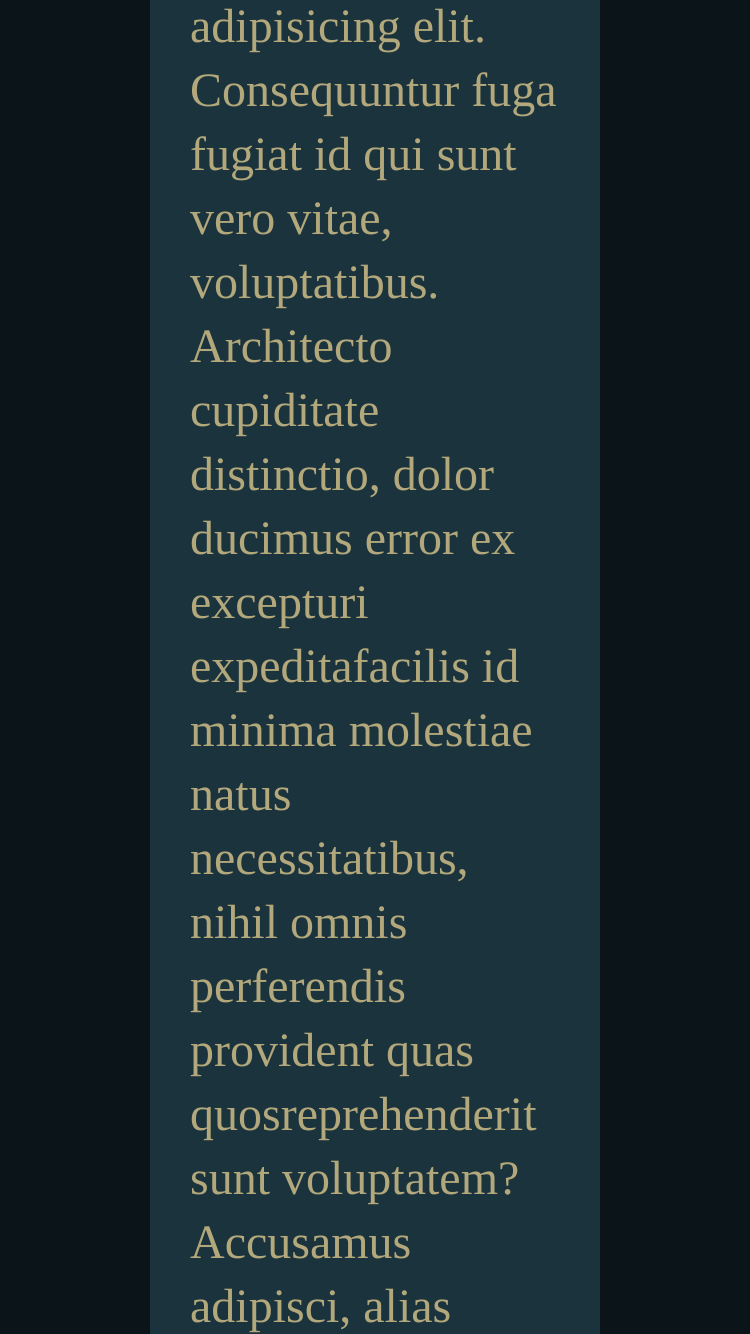 adipisicing elit.
Consequuntur fuga
fugiat id qui sunt
vero vitae,
voluptatibus.
Architecto
cupiditate
distinctio, dolor
ducimus error ex
excepturi
expeditafacilis id
minima molestiae
natus
necessitatibus,
nihil omnis
perferendis
provident quas
quosreprehenderit
sunt voluptatem?
Accusamus
adipisci, alias